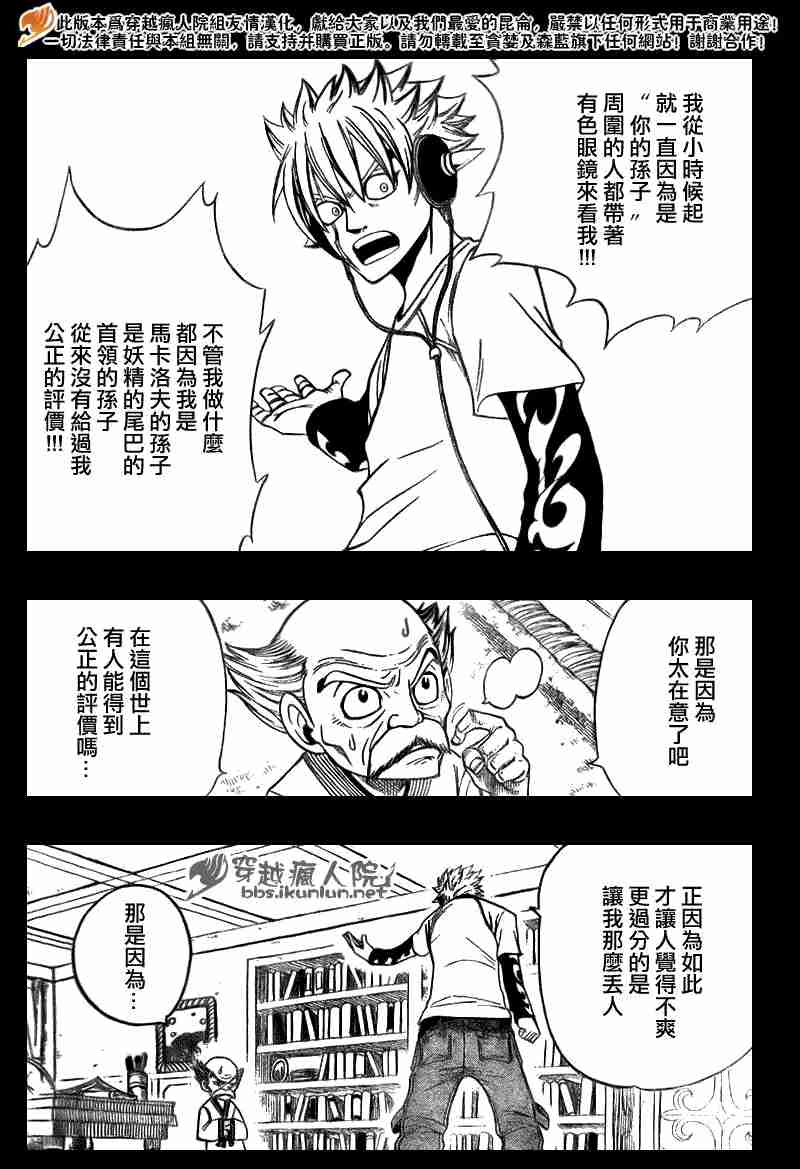 此版本爲穿越瘋人院組友情漢化，獻給大家以及我們最愛的昆侖，嚴禁以任何形式用于商業用途！
一切法律責任與本組無關，請支持并購買正版。請勿轉載至貪婪及森藍旗下任何網站！謝謝合作！
我從小時候起
就一直因為是
“你的孫子”
周圍的人都帶著
有色眼鏡來看我!!!
不管我做什麼
都因為我是
馬卡洛夫的孫子
是妖精的尾巴的
首領的孫子
從來沒有給過我
公正的評價!!!
那是因為
你太在意了吧
在這個世上
有人能得到
公正的評價嗎…
正因為如此
才讓人覺得不爽
更過分的是
讓我那麼丟人
那是因為…
穿越瘋人院
bbs.ikunlun.net